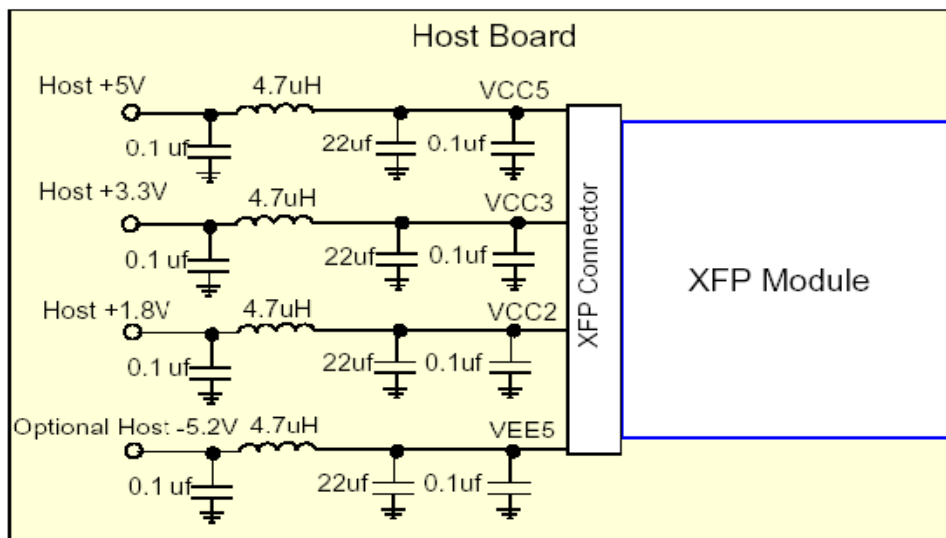 Host Board
Host +5V
4.7uH
VCC5
0.1 uf
22uf
0.1uf
Host +3.3V
4.7uH
VCC3
0.1 uf
22uf
0.1uf
Host +1.8V
4.7uH
VCC2
0.1 uf
22uf
0.1uf
Optional Host -5.2V
4.7uH
VEE5
0.1 uf
22uf
0.1uf
XFP Connector
XFP Module